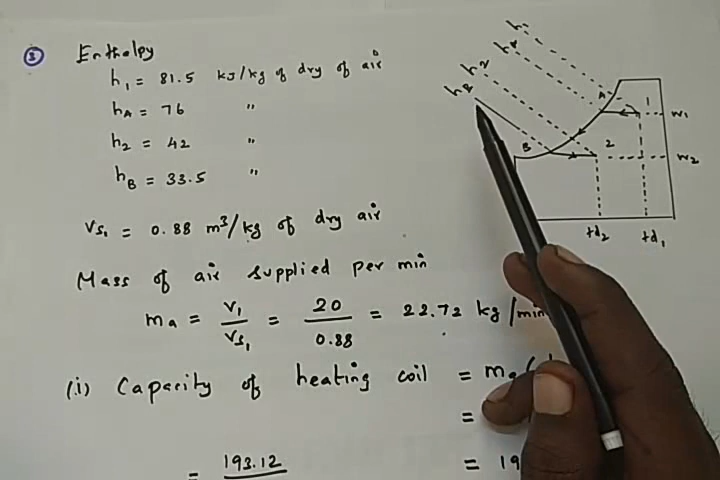 ③ Enthalpy
h₁ = 81.5 kJ/kg of dry of air
hA = 76 "
h₂ = 42 "
hB = 33.5 "
Vs₁ = 0.88 m³/kg of dry air
Mass of air supplied per min
ma = V₁/Vs₁ = 20/0.88 = 22.72 kg/min
(i) Capacity of heating coil = ma (
=
= 193.12 = 19
h₁
hA
h₂
hB
A
1
W₁
B
2
W₂
td₂
td₁